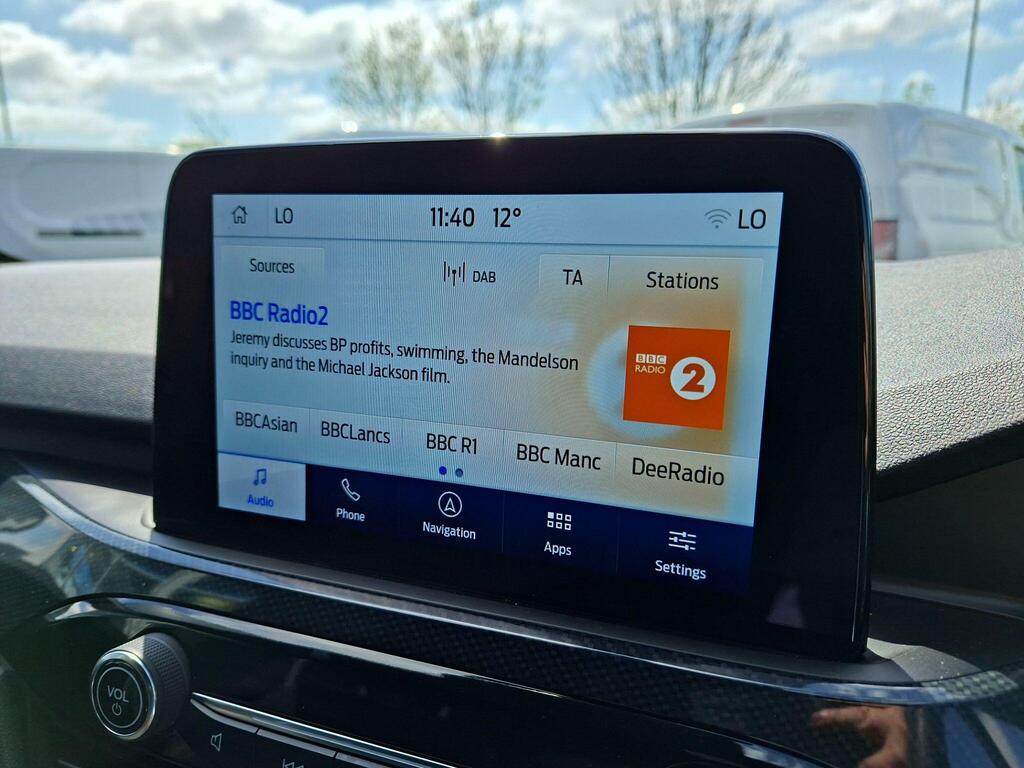 LO 11:40 12° LO
Sources DAB TA Stations
BBC Radio2
Jeremy discusses BP profits, swimming, the Mandelson
inquiry and the Michael Jackson film.
BBC
RADIO 2
BBCAsian BBCLancs BBC R1 BBC Manc DeeRadio
Audio Phone Navigation Apps Settings
VOL